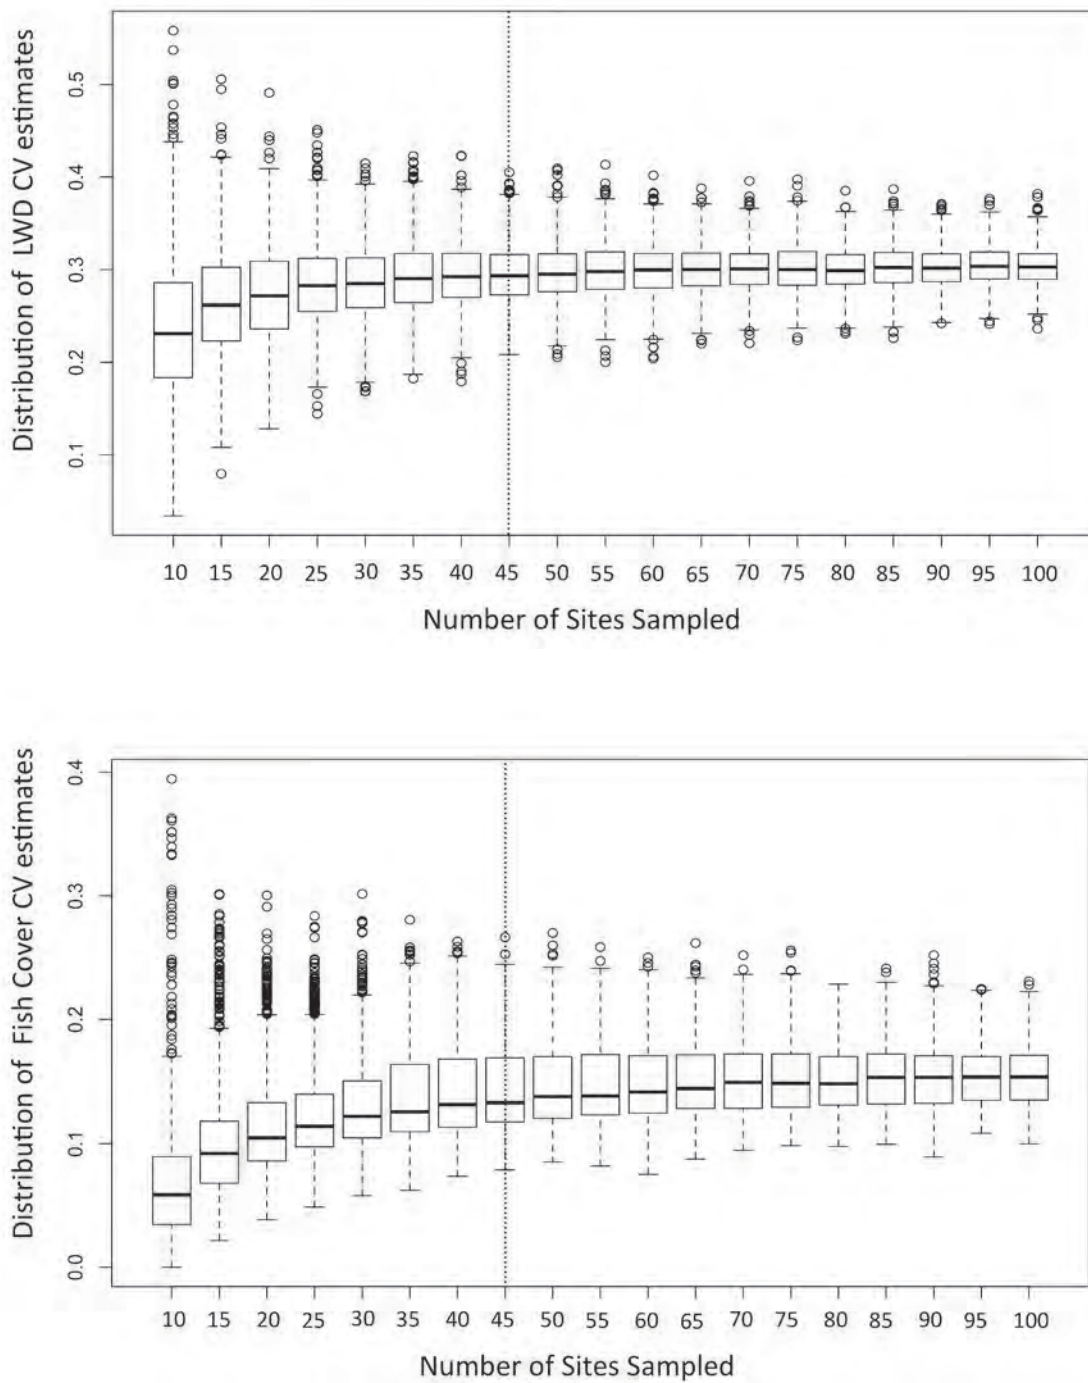 Distribution of LWD CV estimates
0.5
0.4
0.3
0.2
0.1
10 15 20 25 30 35 40 45 50 55 60 65 70 75 80 85 90 95 100
Number of Sites Sampled
Distribution of Fish Cover CV estimates
0.4
0.3
0.2
0.1
0.0
10 15 20 25 30 35 40 45 50 55 60 65 70 75 80 85 90 95 100
Number of Sites Sampled